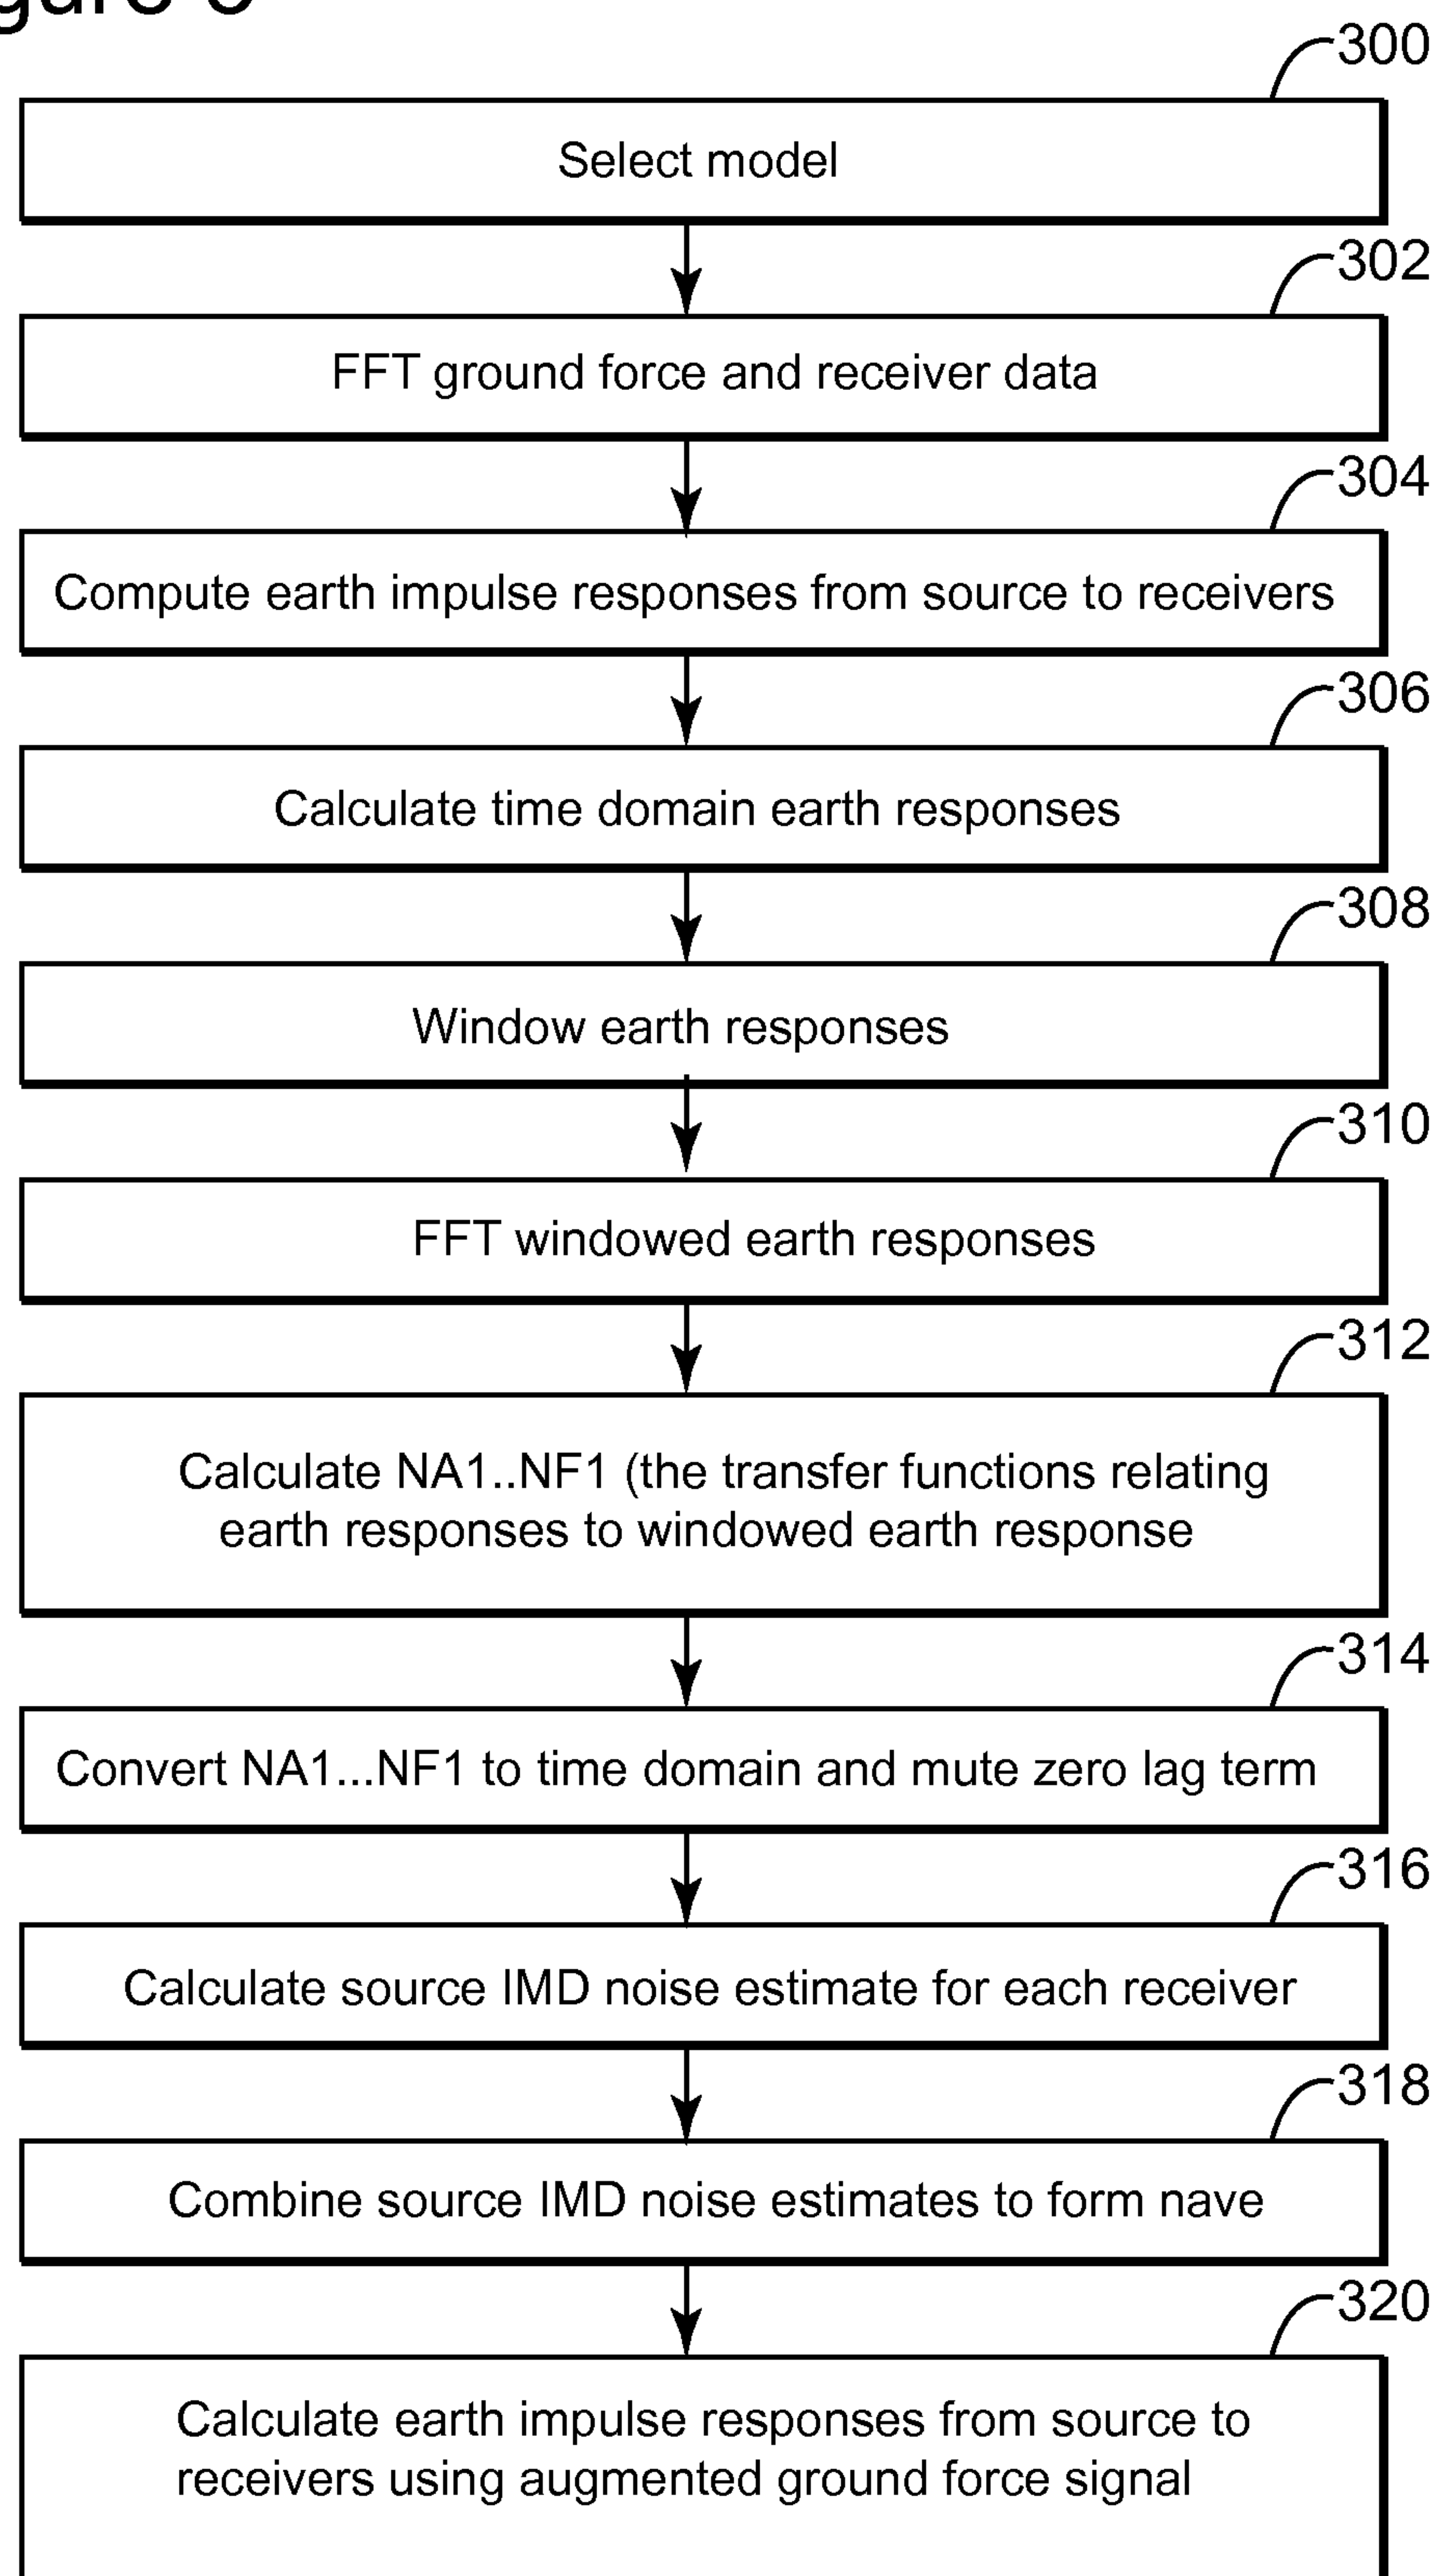 300
Select model
302
FFT ground force and receiver data
304
Compute earth impulse responses from source to receivers
306
Calculate time domain earth responses
308
Window earth responses
310
FFT windowed earth responses
312
Calculate NA1..NF1 (the transfer functions relating
earth responses to windowed earth response
314
Convert NA1...NF1 to time domain and mute zero lag term
316
Calculate source IMD noise estimate for each receiver
318
Combine source IMD noise estimates to form nave
320
Calculate earth impulse responses from source to
receivers using augmented ground force signal